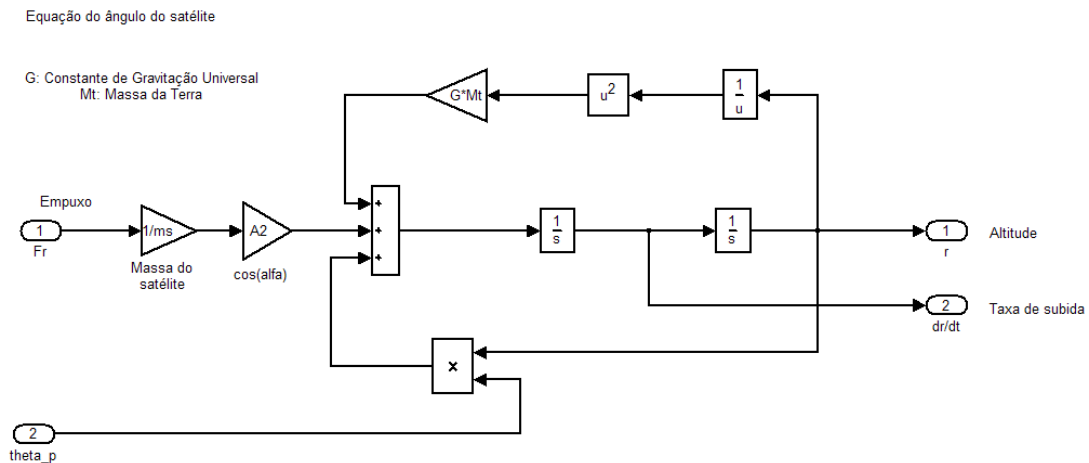 Equação do ângulo do satélite
G: Constante de Gravitação Universal
Mt: Massa da Terra
G*Mt
u2
1
u
Empuxo
1
Fr
1/ms
Massa do
satélite
A2
cos(alfa)
+
+
+
1
s
1
s
1
r
Altitude
2
dr/dt
Taxa de subida
×
2
theta_p